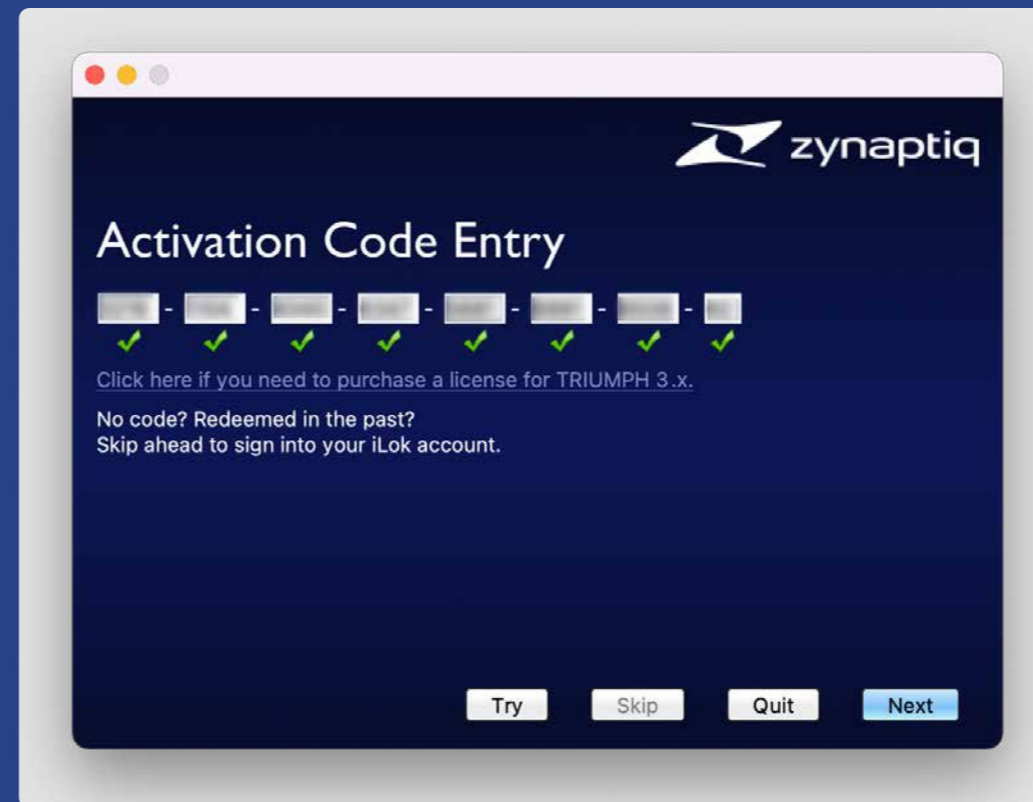 zynaptiq
Activation Code Entry
- - - - - - -
Click here if you need to purchase a license for TRIUMPH 3.x.
No code? Redeemed in the past?
Skip ahead to sign into your iLok account.
Try Skip Quit Next